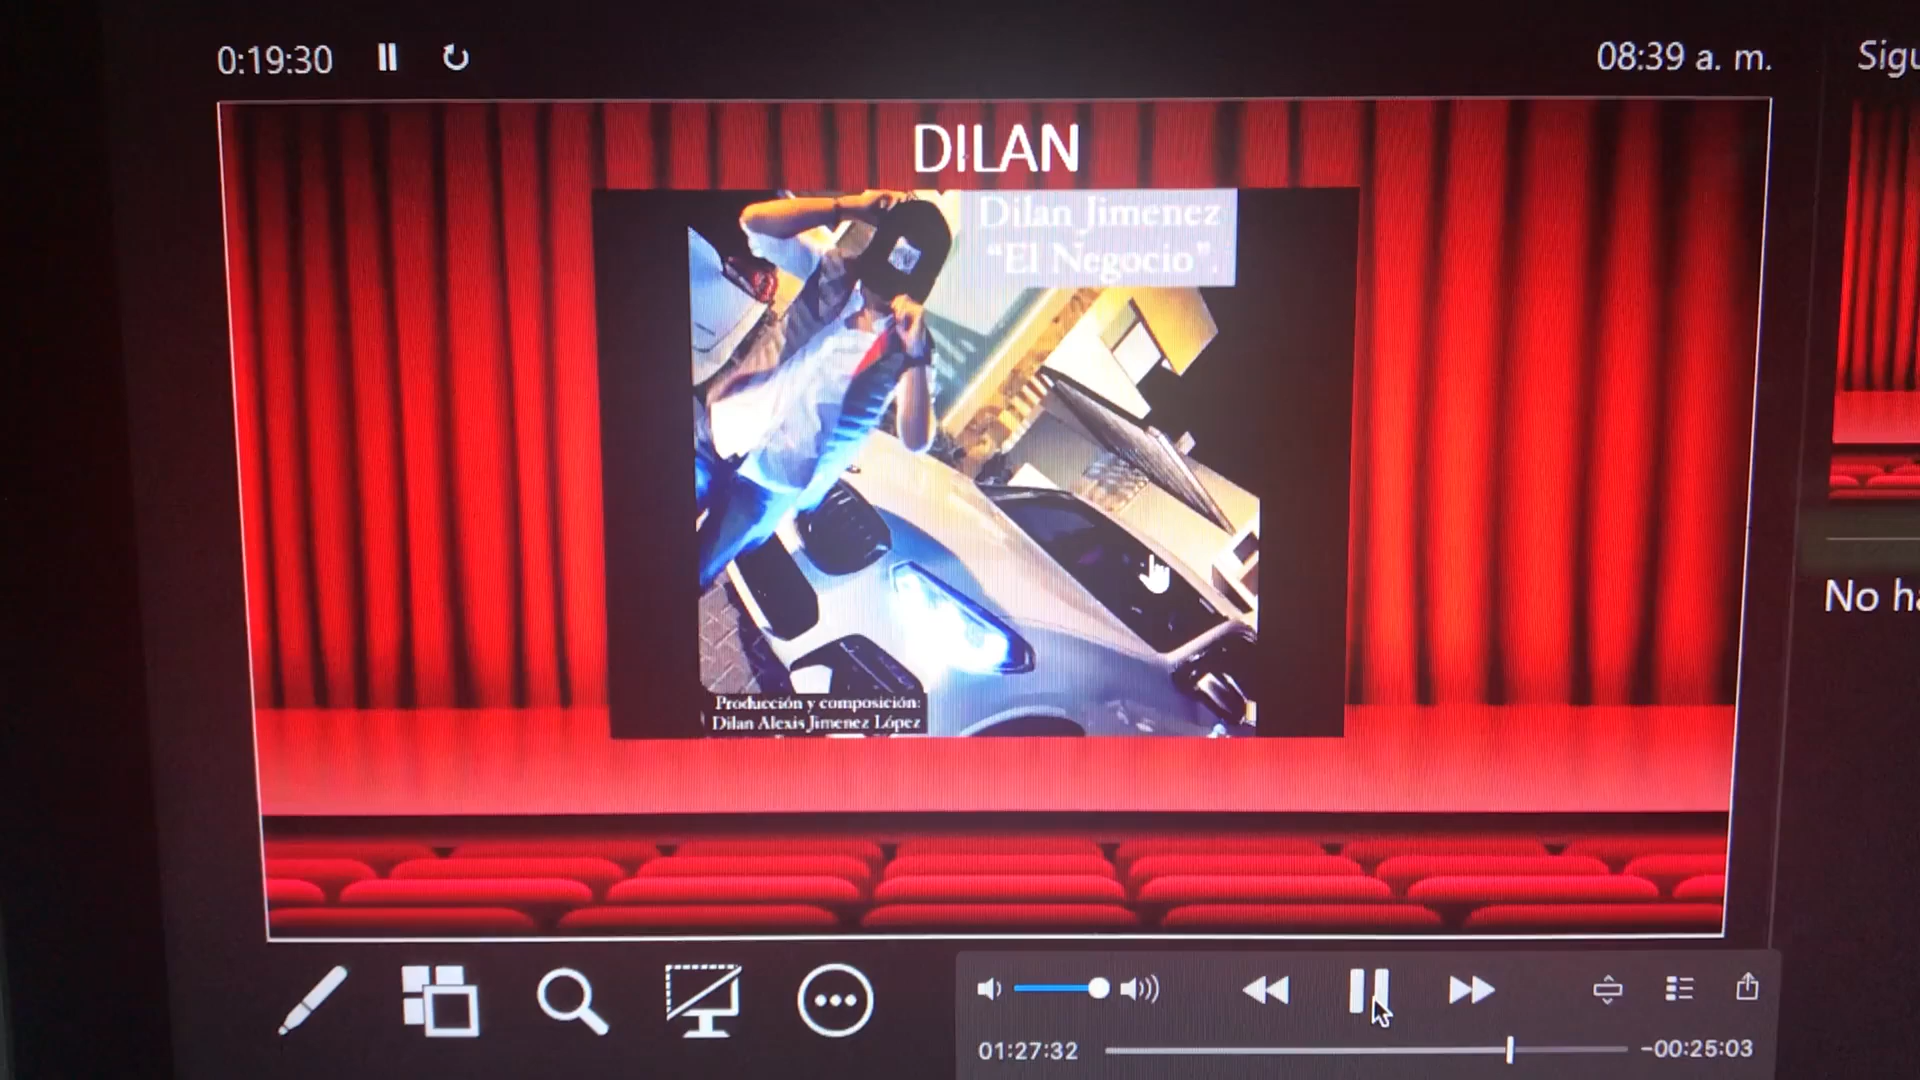 0:19:30
08:39 a. m.
Sigu
DILAN
Dilan Jimenez
"El Negocio".
Producción y composición:
Dilan Alexis Jimenez López
No ha
01:27:32
-00:25:03